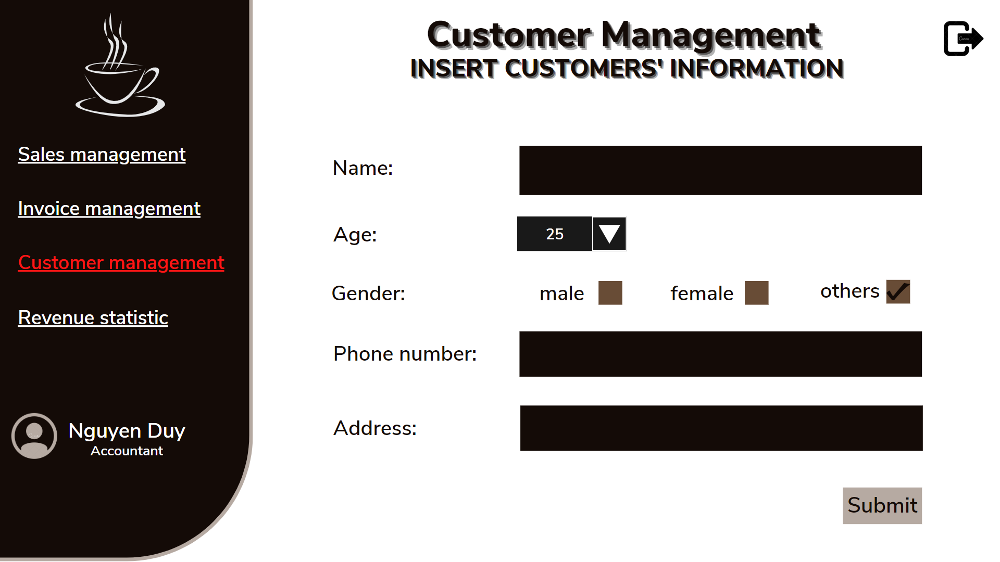 Customer Management
INSERT CUSTOMERS' INFORMATION
Canva
Sales management
Invoice management
Customer management
Revenue statistic
Nguyen Duy
Accountant
Name:
Age:
25
Gender:
male
female
others
Phone number:
Address:
Submit